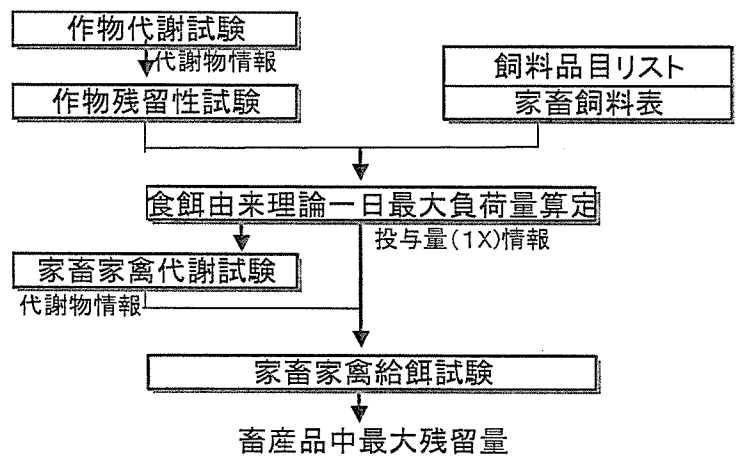 作物代謝試験
代謝物情報
作物残留性試験
飼料品目リスト
家畜飼料表
食餌由来理論一日最大負荷量算定
投与量(1X)情報
家畜家禽代謝試験
代謝物情報
家畜家禽給餌試験
畜産品中最大残留量